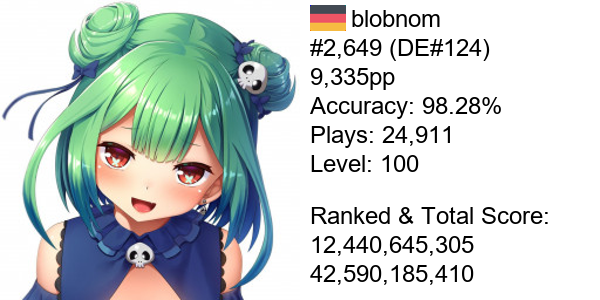 blobnom
#2,649 (DE#124)
9,335pp
Accuracy: 98.28%
Plays: 24,911
Level: 100
Ranked & Total Score:
12,440,645,305
42,590,185,410